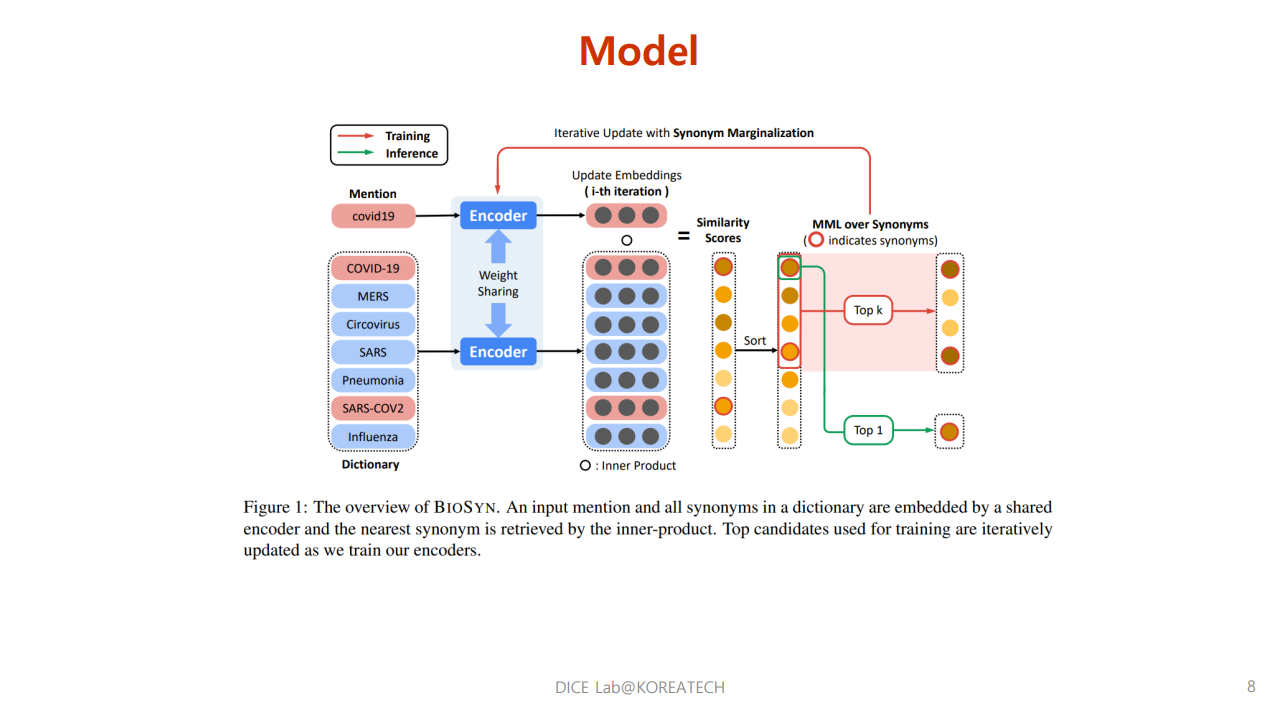 Model
Training
Inference
Iterative Update with Synonym Marginalization
Mention
covid19
Encoder
Update Embeddings
( i-th iteration )
=
Similarity
Scores
MML over Synonyms
( indicates synonyms)
COVID-19
MERS
Circovirus
SARS
Pneumonia
SARS-COV2
Influenza
Dictionary
Weight
Sharing
Encoder
Sort
Top k
Top 1
: Inner Product
Figure 1: The overview of BIOSYN. An input mention and all synonyms in a dictionary are embedded by a shared
encoder and the nearest synonym is retrieved by the inner-product. Top candidates used for training are iteratively
updated as we train our encoders.
DICE Lab@KOREATECH
8